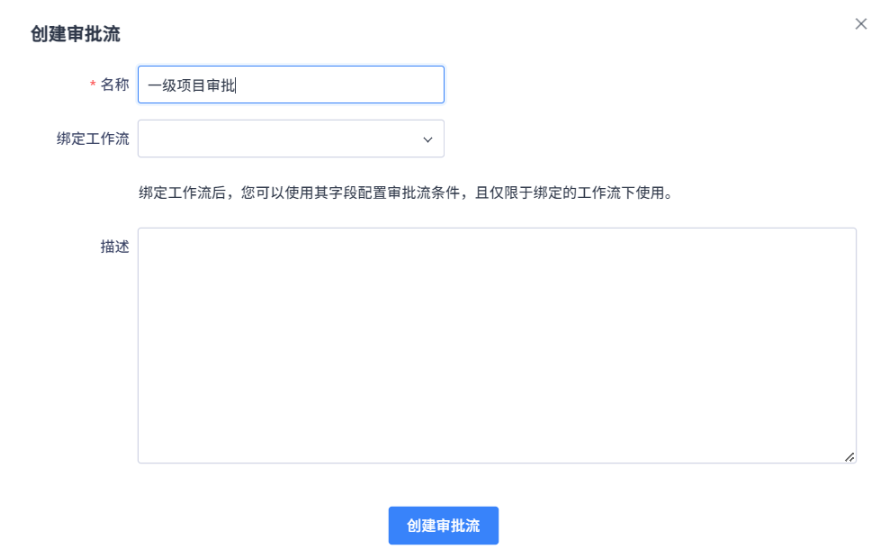 创建审批流
* 名称 一级项目审批
绑定工作流
绑定工作流后，您可以使用其字段配置审批流条件，且仅限于绑定的工作流下使用。
描述
创建审批流